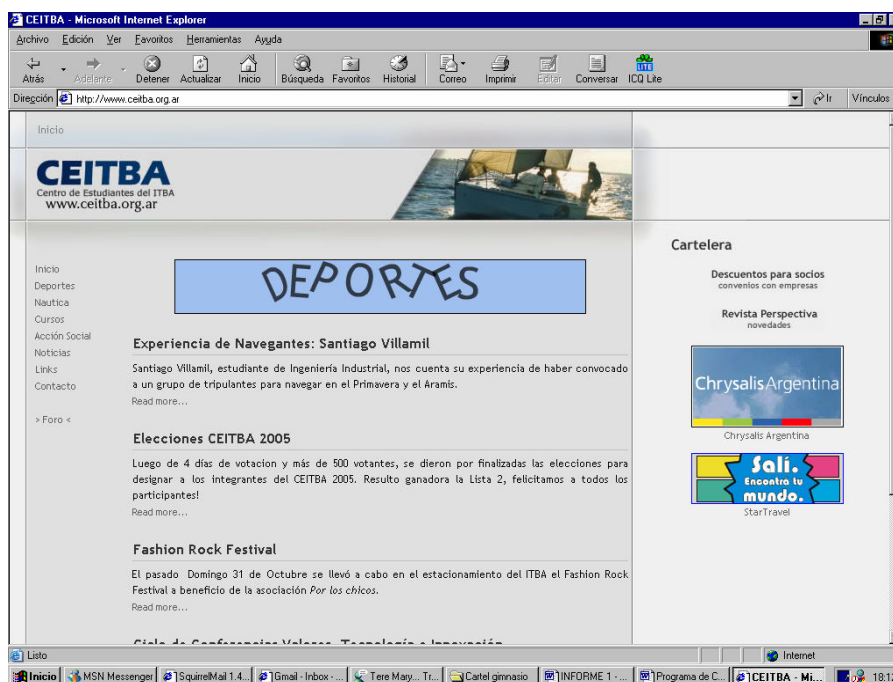 CEITBA - Microsoft Internet Explorer
Archivo Edición Ver Favoritos Herramientas Ayuda
Atrás Adelante Detener Actualizar Inicio Búsqueda Favoritos Historial Correo Imprimir Editar Conversar ICQ Lite
Dirección http://www.ceitba.org.ar Ir Vínculos
Inicio
CEITBA
Centro de Estudiantes del ITBA
www.ceitba.org.ar
Inicio
Deportes
Nautica
Cursos
Acción Social
Noticias
Links
Contacto
> Foro <
DEPORTES
Experiencia de Navegantes: Santiago Villamil
Santiago Villamil, estudiante de Ingeniería Industrial, nos cuenta su experiencia de haber convocado
a un grupo de tripulantes para navegar en el Primavera y el Aramis.
Read more...
Elecciones CEITBA 2005
Luego de 4 días de votacion y más de 500 votantes, se dieron por finalizadas las elecciones para
designar a los integrantes del CEITBA 2005. Resulto ganadora la Lista 2, felicitamos a todos los
participantes!
Read more...
Fashion Rock Festival
El pasado Domingo 31 de Octubre se llevó a cabo en el estacionamiento del ITBA el Fashion Rock
Festival a beneficio de la asociación Por los chicos.
Read more...
Ciclo de Conferencias Valores, Tecnología e Innovación
Cartelera
Descuentos para socios
convenios con empresas
Revista Perspectiva
novedades
ChrysalisArgentina
Chrysalis Argentina
Salí.
Encontra tu
mundo.
StarTravel
Listo Internet
Inicio MSN Messenger SquirrelMail 1.4... Gmail - Inbox - ... Tere Mary... Tr... Cartel gimnasio INFORME 1 - ... Programa de C... CEITBA - Mi...